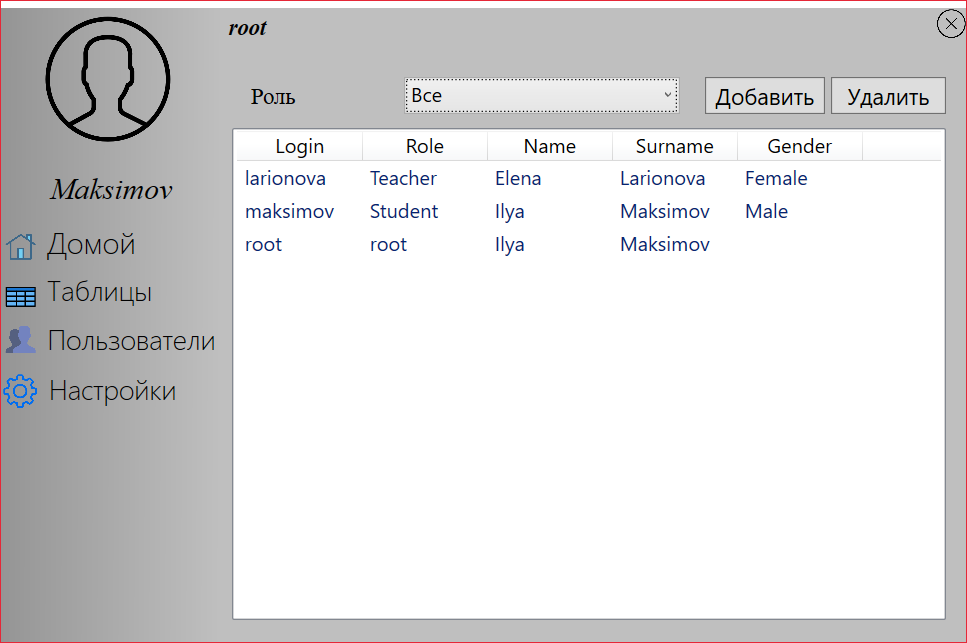 root
Роль Все Добавить Удалить
Maksimov
Домой
Таблицы
Пользователи
Настройки
Login Role Name Surname Gender
larionova Teacher Elena Larionova Female
maksimov Student Ilya Maksimov Male
root root Ilya Maksimov